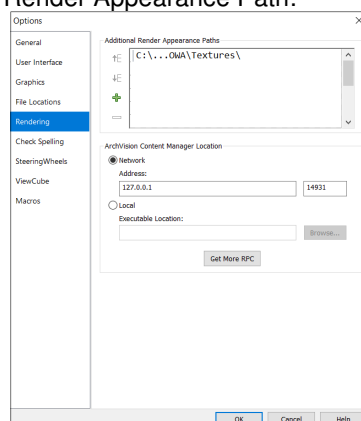 Render Appearance Path.
Options
General
User Interface
Graphics
File Locations
Rendering
Check Spelling
SteeringWheels
ViewCube
Macros
Additional Render Appearance Paths
↑E
C:\...OWA\Textures\
↓E
ArchVision Content Manager Location
Network
Address:
127.0.0.1
14931
Local
Executable Location:
Browse...
Get More RPC
OK
Cancel
Help